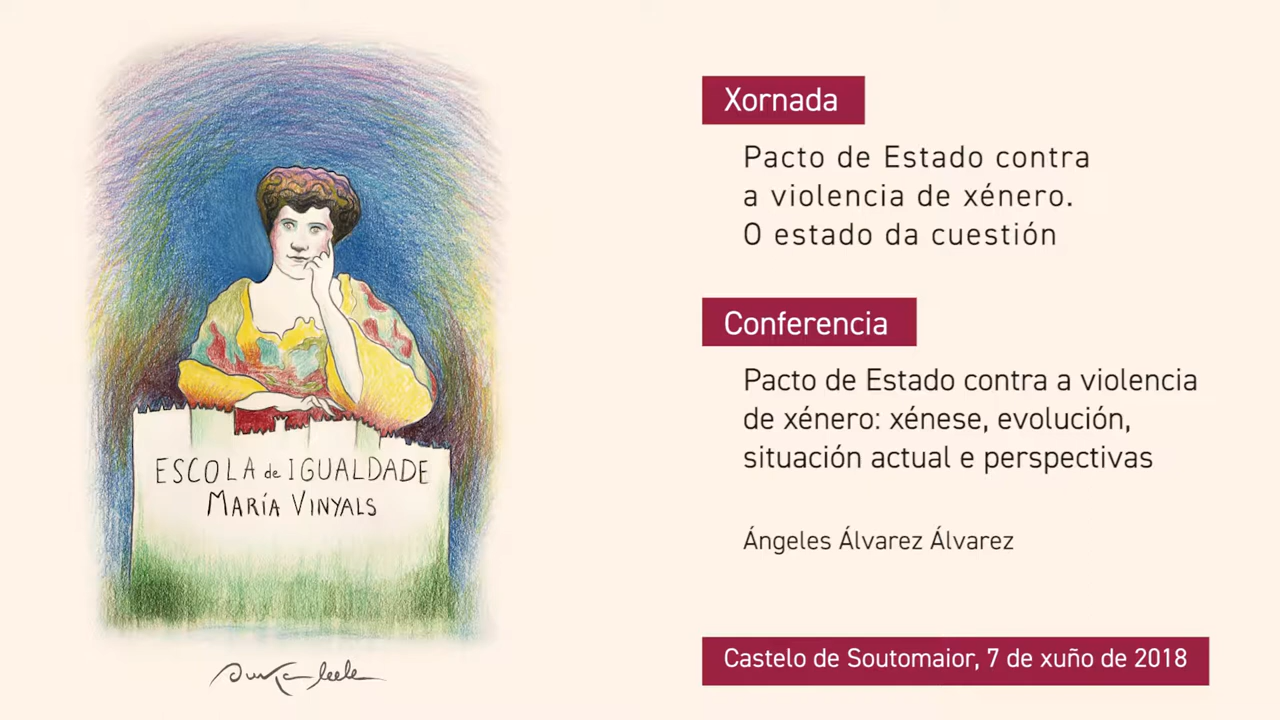 ESCOLA de IGUALDADE
MARÍA VINYALS
Xornada
Pacto de Estado contra
a violencia de xénero.
O estado da cuestión
Conferencia
Pacto de Estado contra a violencia
de xénero: xénese, evolución,
situación actual e perspectivas
Ángeles Álvarez Álvarez
Castelo de Soutomaior, 7 de xuño de 2018